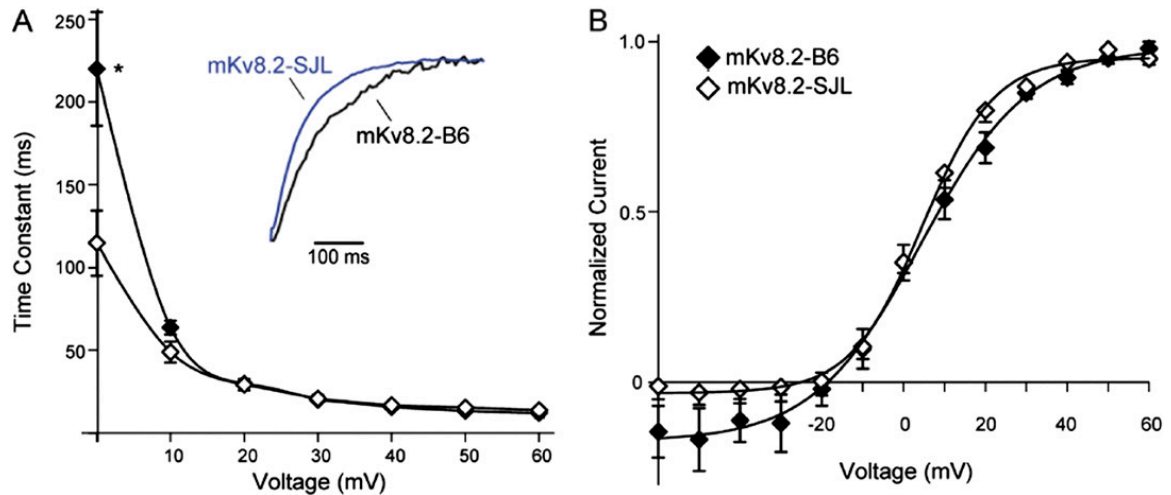 A
250
200
150
100
50
Time Constant (ms)
*
mKv8.2-SJL
mKv8.2-B6
100 ms
10 20 30 40 50 60
Voltage (mV)
B
1.0
0.5
0
Normalized Current
mKv8.2-B6
mKv8.2-SJL
-20 0 20 40 60
Voltage (mV)